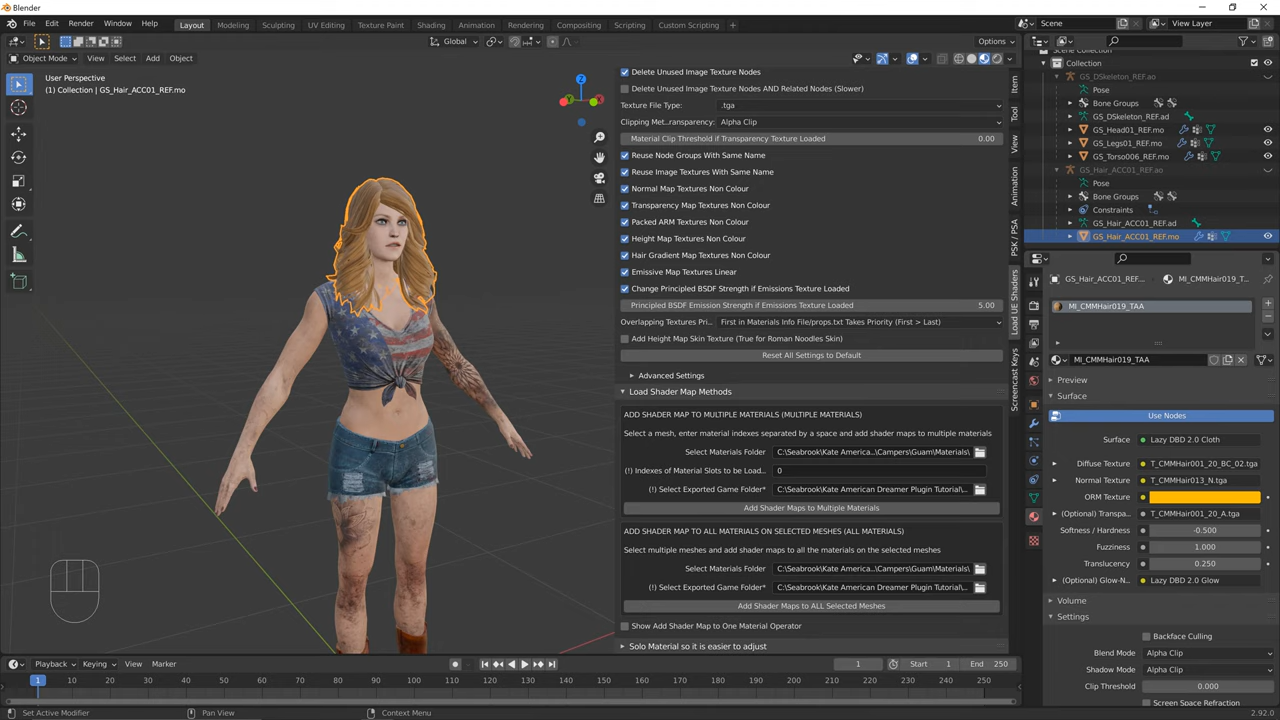 Blender
File Edit Render Window Help Layout Modeling Sculpting UV Editing Texture Paint Shading Animation Rendering Compositing Scripting Custom Scripting + Scene View Layer
Global Options
Object Mode View Select Add Object
User Perspective
(1) Collection | GS_Hair_ACC01_REF.mo
Z
Y
X
Delete Unused Image Texture Nodes
Delete Unused Image Texture Nodes AND Related Nodes (Slower)
Texture File Type: .tga
Clipping Met..ransparency: Alpha Clip
Material Clip Threshold if Transparency Texture Loaded 0.00
Reuse Node Groups With Same Name
Reuse Image Textures With Same Name
Normal Map Textures Non Colour
Transparency Map Textures Non Colour
Packed ARM Textures Non Colour
Height Map Textures Non Colour
Hair Gradient Map Textures Non Colour
Emissive Map Textures Linear
Change Principled BSDF Strength if Emissions Texture Loaded
Principled BSDF Emission Strength if Emissions Texture Loaded 5.00
Overlapping Textures Pri.. First in Materials Info File/props.txt Takes Priority (First > Last)
Add Height Map Skin Texture (True for Roman Noodles Skin)
Reset All Settings to Default
Advanced Settings
Load Shader Map Methods
ADD SHADER MAP TO MULTIPLE MATERIALS (MULTIPLE MATERIALS)
Select a mesh, enter material indexes separated by a space and add shader maps to multiple materials
Select Materials Folder C:\Seabrook\Kate America...\Campers\Guam\Materials\
(!) Indexes of Material Slots to be Load... 0
(!) Select Exported Game Folder* C:\Seabrook\Kate American Dreamer Plugin Tutorial\...
Add Shader Maps to Multiple Materials
ADD SHADER MAP TO ALL MATERIALS ON SELECTED MESHES (ALL MATERIALS)
Select multiple meshes and add shader maps to all the materials on the selected meshes
Select Materials Folder C:\Seabrook\Kate America...\Campers\Guam\Materials\
(!) Select Exported Game Folder* C:\Seabrook\Kate American Dreamer Plugin Tutorial\...
Add Shader Maps to ALL Selected Meshes
Show Add Shader Map to One Material Operator
Solo Material so it is easier to adjust
Item
Tool
View
Animation
PSK / PSA
Load UE Shaders
Screencast Keys
Scene Collection
Collection
GS_DSkeleton_REF.ao
Pose
Bone Groups
GS_DSkeleton_REF.ad
GS_Head01_REF.mo
GS_Legs01_REF.mo
GS_Torso006_REF.mo
GS_Hair_ACC01_REF.ao
Pose
Bone Groups
Constraints
GS_Hair_ACC01_REF.ad
GS_Hair_ACC01_REF.mo
GS_Hair_ACC01_REF... MI_CMMHair019_T...
MI_CMMHair019_TAA
MI_CMMHair019_TAA
Preview
Surface
Use Nodes
Surface Lazy DBD 2.0 Cloth
Diffuse Texture T_CMMHair001_20_BC_02.tga
Normal Texture T_CMMHair013_N.tga
ORM Texture
(Optional) Transpa.. T_CMMHair001_20_A.tga
Softness / Hardness -0.500
Fuzziness 1.000
Translucency 0.250
(Optional) Glow-N.. Lazy DBD 2.0 Glow
Volume
Settings
Backface Culling
Blend Mode Alpha Clip
Shadow Mode Alpha Clip
Clip Threshold 0.000
Screen Space Refraction
Playback Keying View Marker 1 Start 1 End 250
1 10 20 30 40 50 60 70 80 90 100 110 120 130 140 150 160 170 180 190 200 210 220 230 240 250
Set Active Modifier Pan View Context Menu 2.92.0